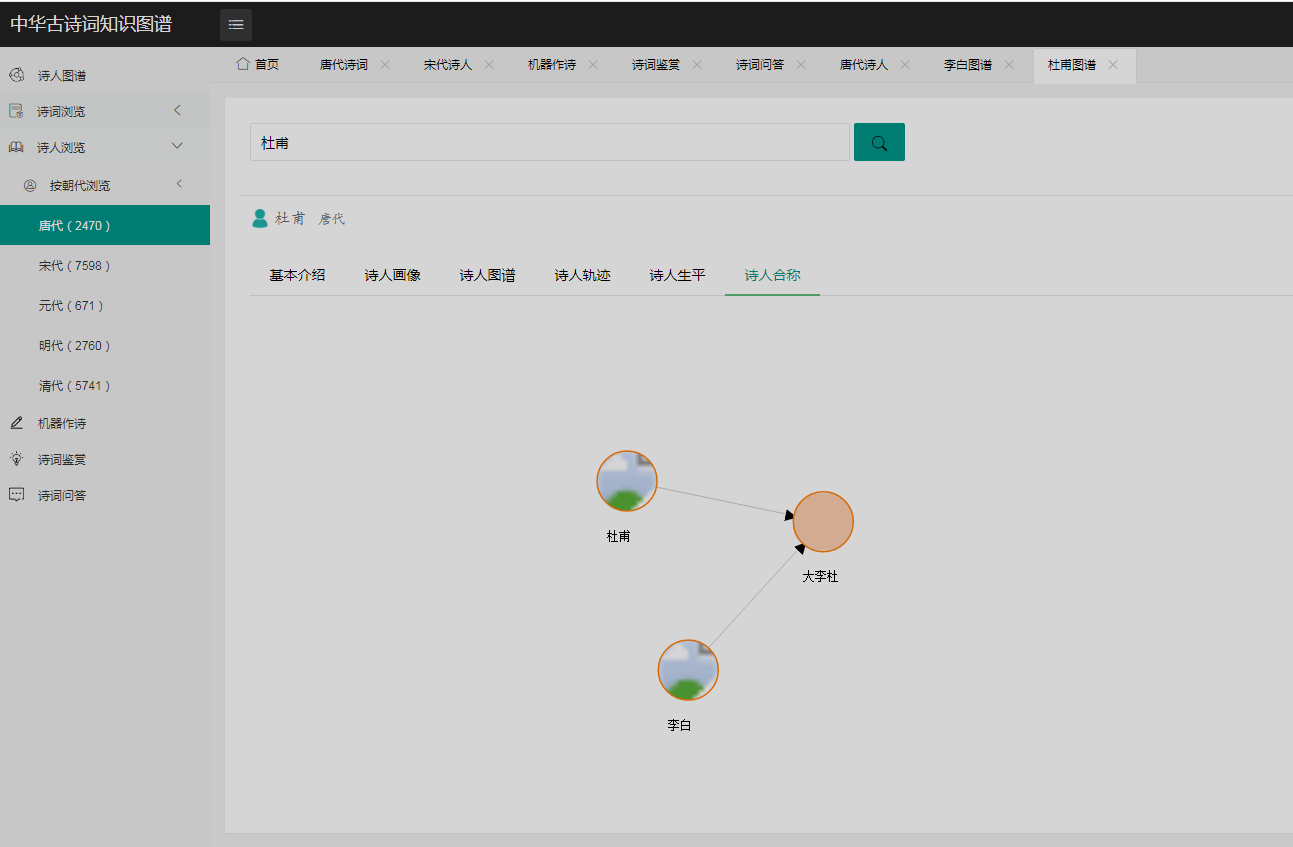 中华古诗词知识图谱
首页 唐代诗词 宋代诗人 机器作诗 诗词鉴赏 诗词问答 唐代诗人 李白图谱 杜甫图谱
诗人图谱
诗词浏览
诗人浏览
按朝代浏览
唐代 ( 2470 )
宋代 ( 7598 )
元代 ( 671 )
明代 ( 2760 )
清代 ( 5741 )
机器作诗
诗词鉴赏
诗词问答
杜甫
杜甫 唐代
基本介绍 诗人画像 诗人图谱 诗人轨迹 诗人生平 诗人合称
杜甫
大李杜
李白